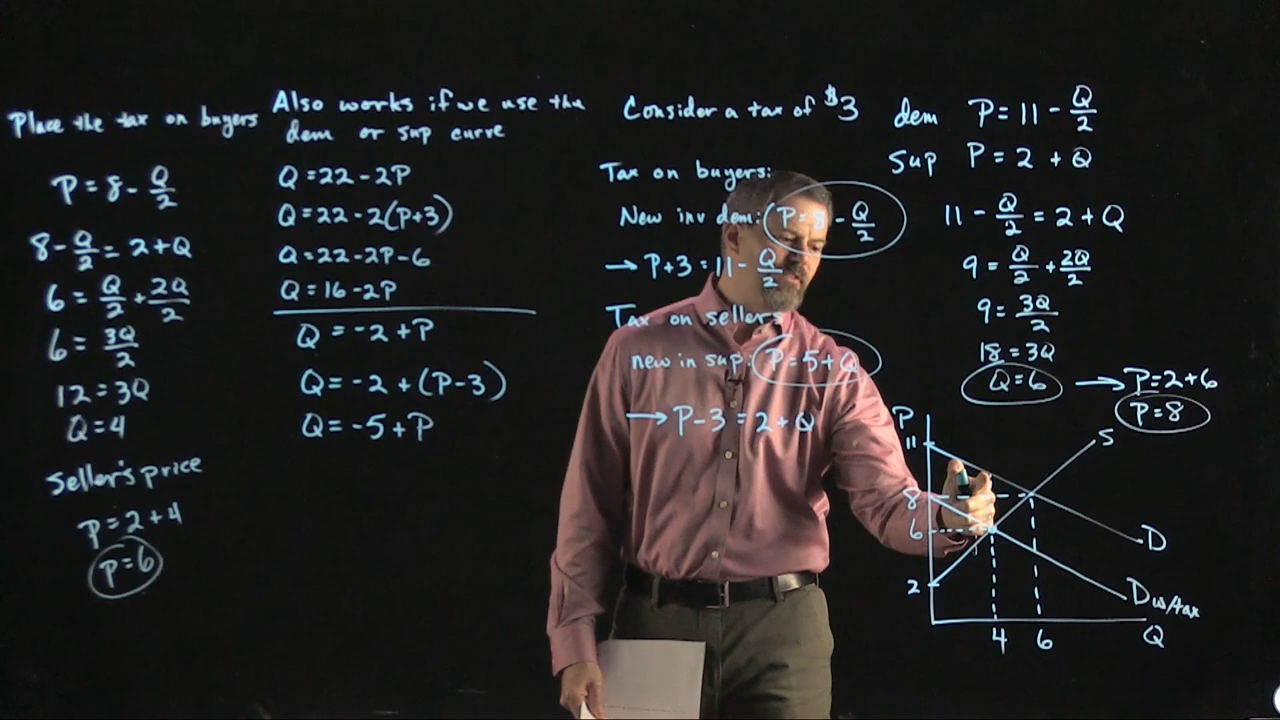 Place the tax on buyers
P = 8 - Q/2
8 - Q/2 = 2 + Q
6 = Q/2 + 2Q/2
6 = 3Q/2
12 = 3Q
Q = 4
Seller's price
P = 2 + 4
P = 6
Also works if we use the
dem or sup curve
Q = 22 - 2P
Q = 22 - 2(P+3)
Q = 22 - 2P - 6
Q = 16 - 2P
Q = -2 + P
Q = -2 + (P-3)
Q = -5 + P
Consider a tax of $3
Tax on buyers:
New inv dem: P = 8 - Q/2
→ P+3 = 11 - Q/2
Tax on sellers
new in sup: P = 5 + Q
→ P-3 = 2 + Q
dem P = 11 - Q/2
Sup P = 2 + Q
11 - Q/2 = 2 + Q
9 = Q/2 + 2Q/2
9 = 3Q/2
18 = 3Q
Q = 6 → P = 2 + 6
P = 8
P
11
S
8
6
D
2
D w/tax
4 6 Q